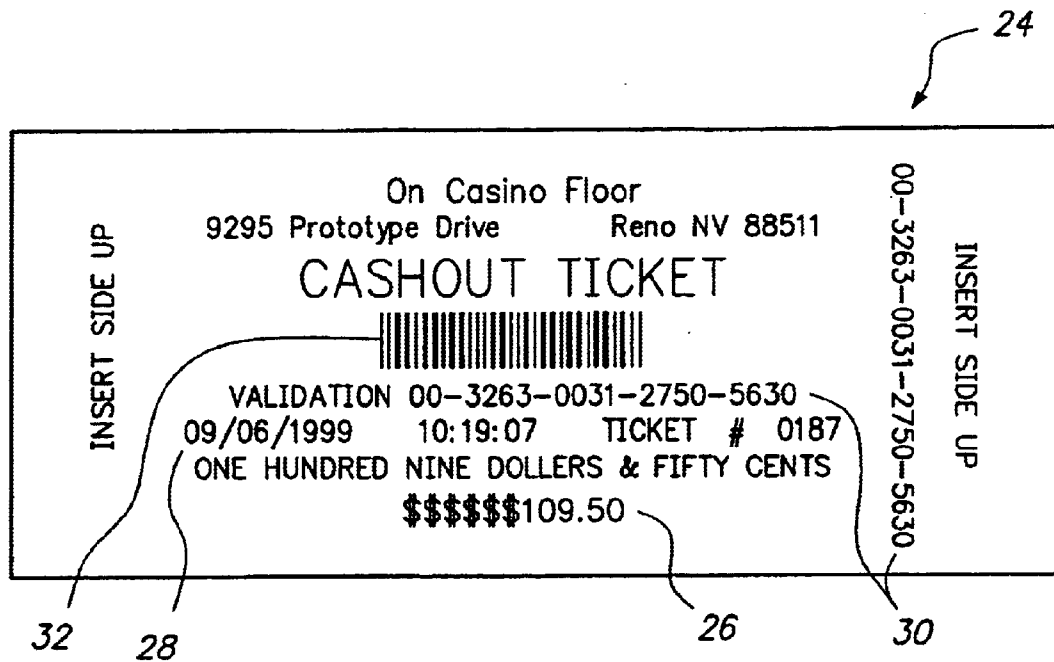 24
On Casino Floor
9295 Prototype Drive Reno NV 88511
CASHOUT TICKET
VALIDATION 00-3263-0031-2750-5630
09/06/1999 10:19:07 TICKET # 0187
ONE HUNDRED NINE DOLLERS & FIFTY CENTS
$$$$$$109.50
INSERT SIDE UP
00-3263-0031-2750-5630
INSERT SIDE UP
32
28
26
30